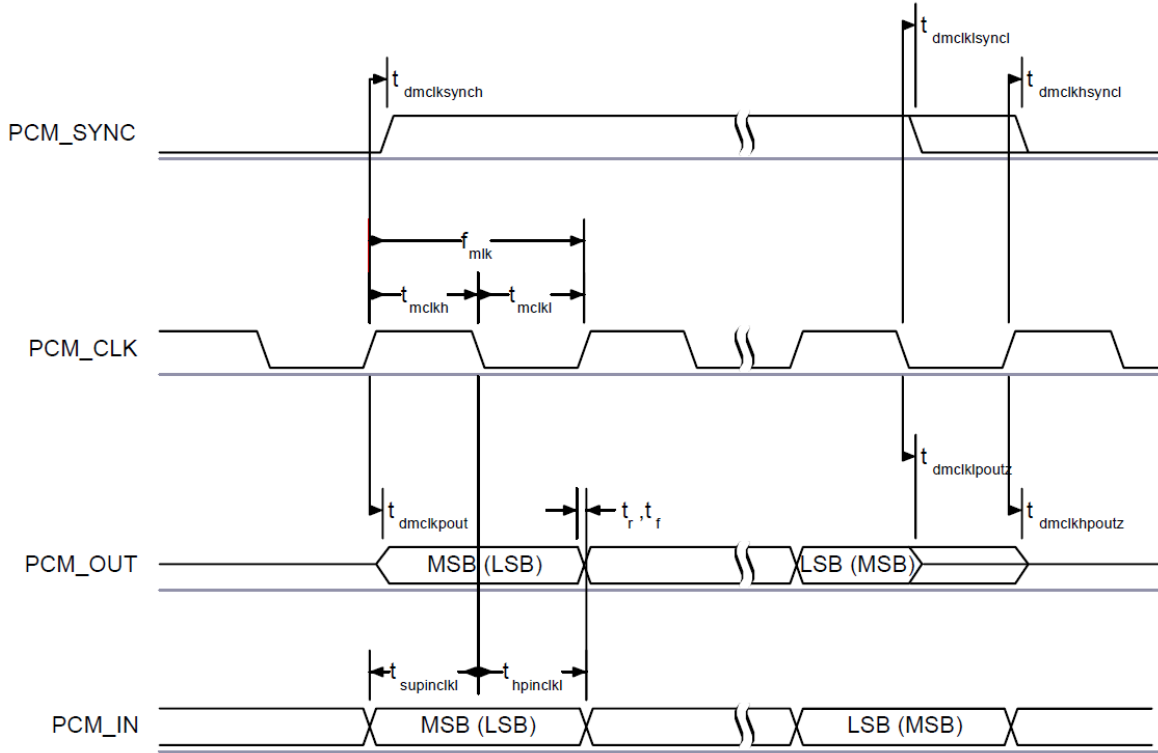 t dmclklsyncl
t dmclksynch
t dmclkhsyncl
PCM_SYNC
f mlk
t mclkh
t mclkl
PCM_CLK
t dmclklpoutz
t dmclkpout
t r ,t f
t dmclkhpoutz
PCM_OUT
MSB (LSB)
LSB (MSB)
t supinclkl
t hpinclkl
PCM_IN
MSB (LSB)
LSB (MSB)